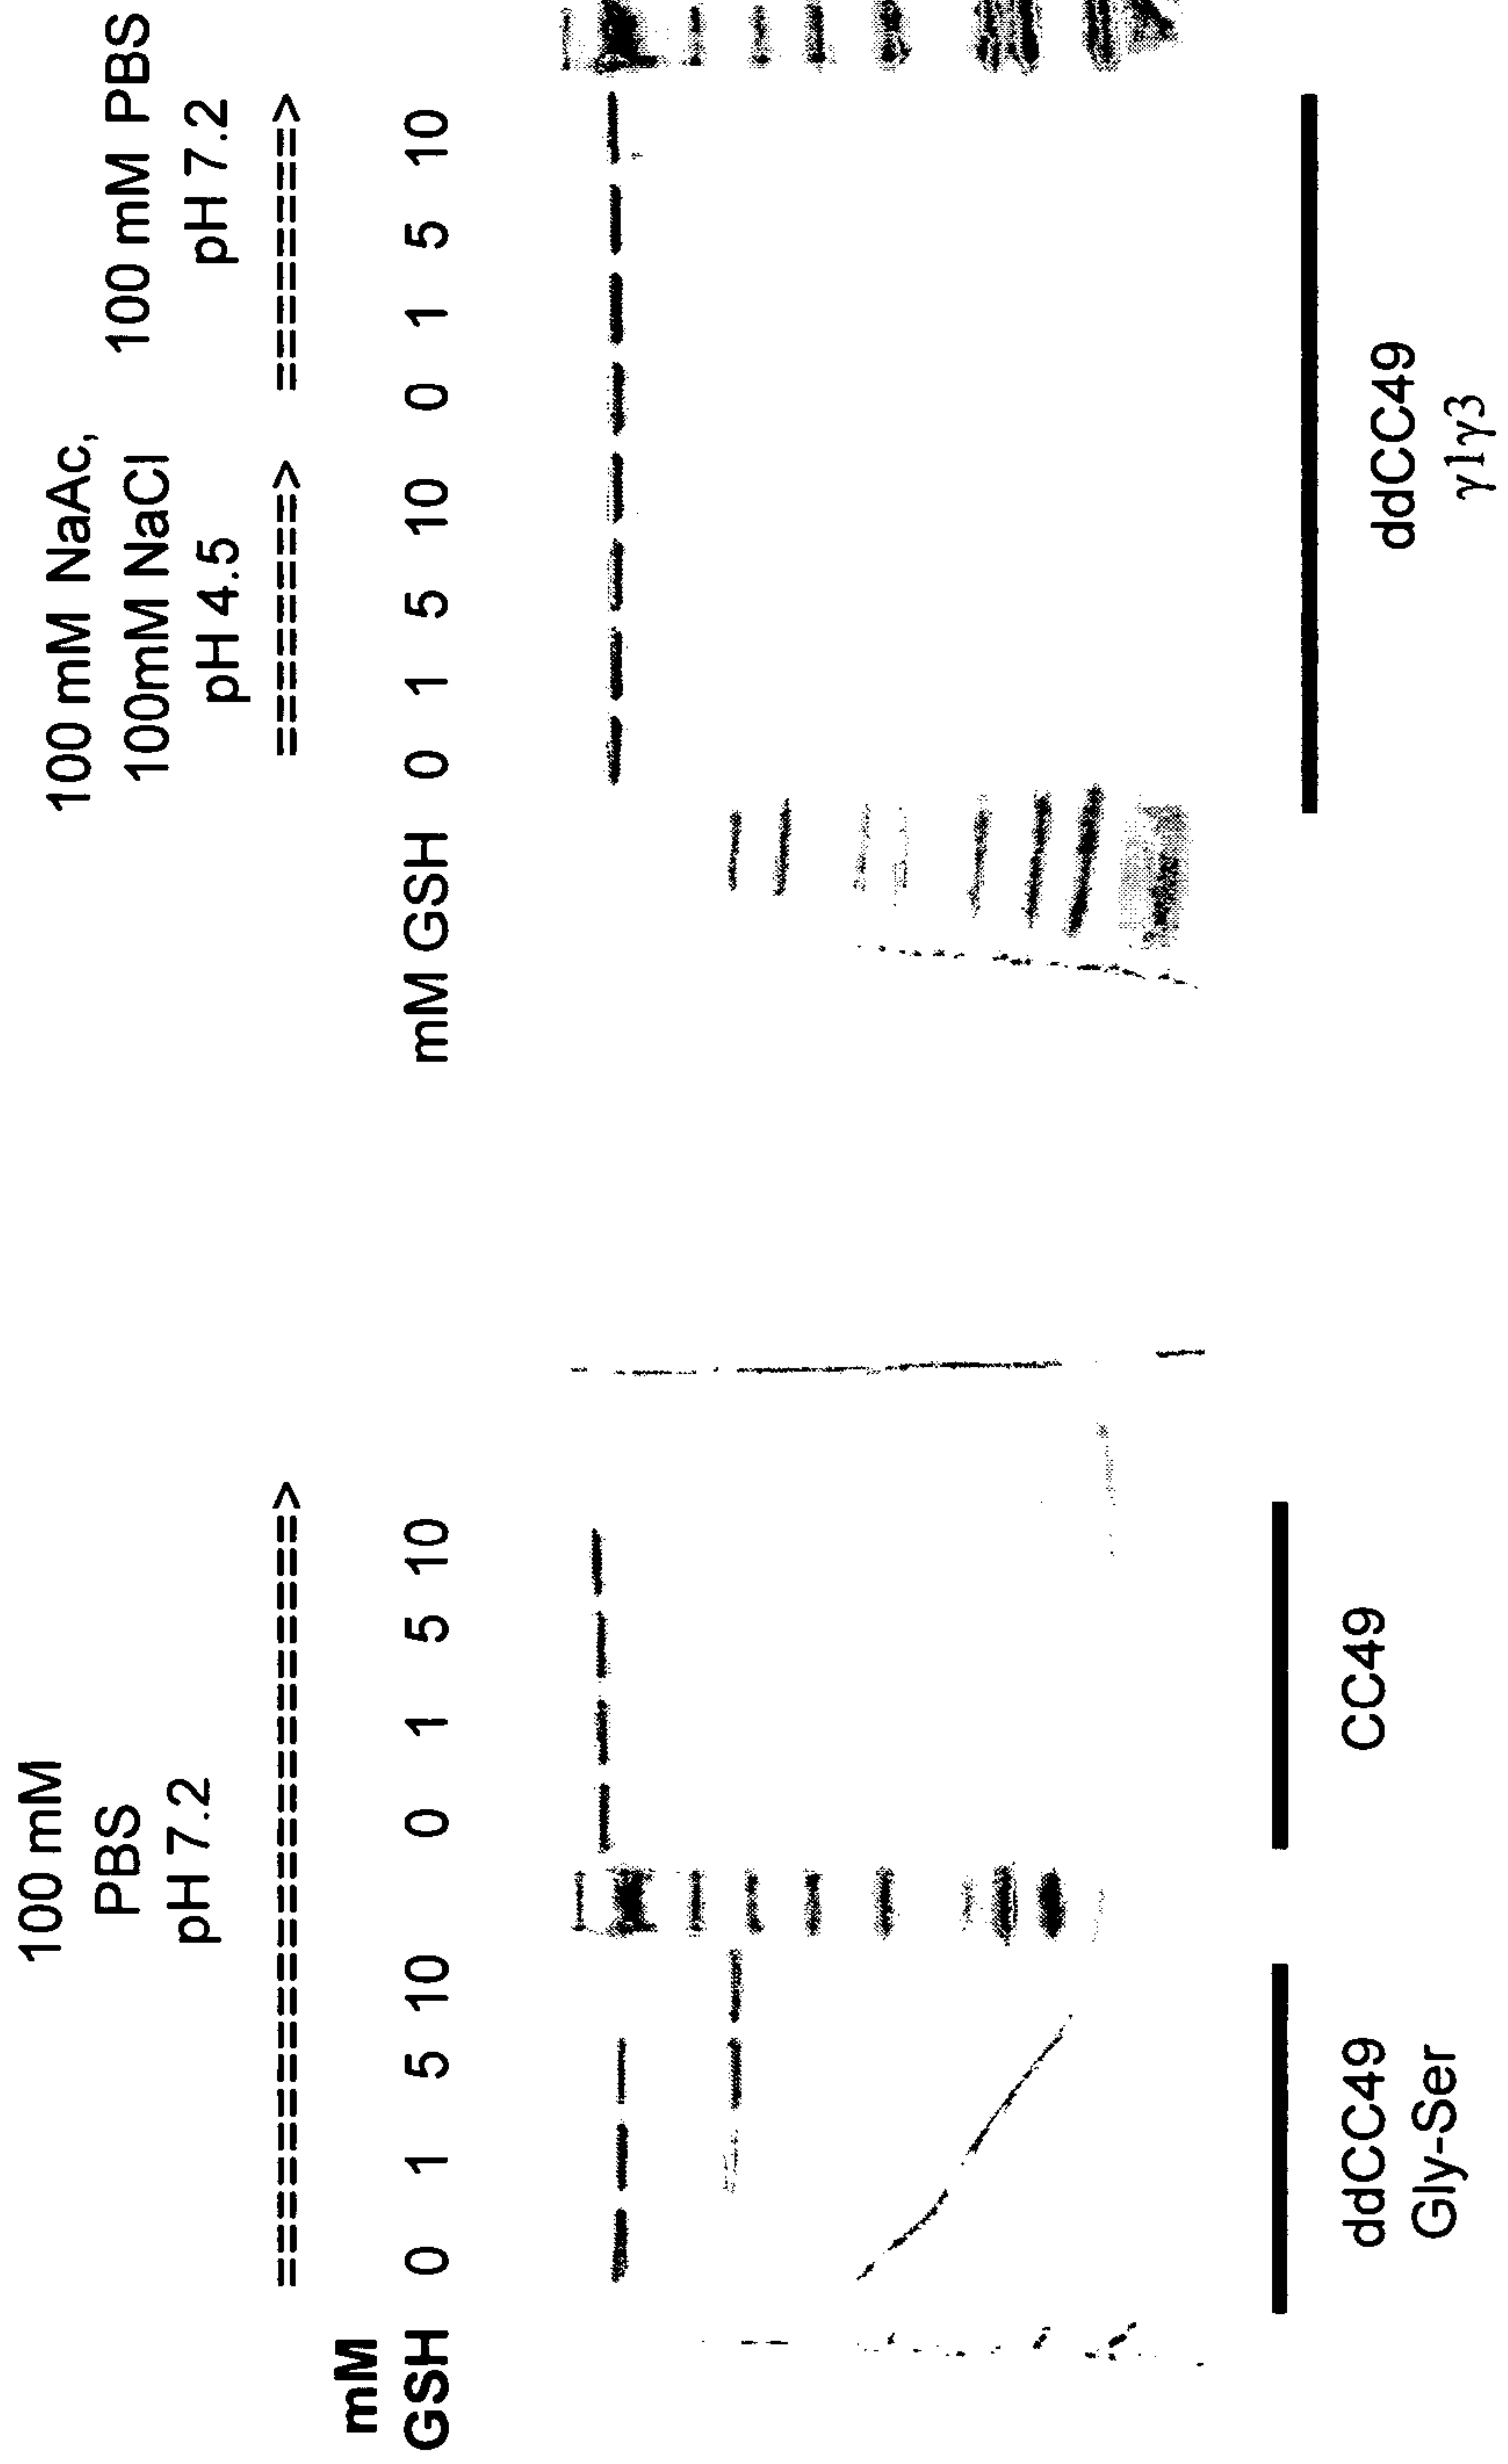 100 mM
PBS
pH 7.2
===========================>
mM
GSH 0 1 5 10 0 1 5 10
ddCC49
Gly-Ser
CC49
100 mM NaAc,
100mM NaCl
pH 4.5
=========>
100 mM PBS
pH 7.2
=========>
mM GSH 0 1 5 10 0 1 5 10
ddCC49
γ1γ3